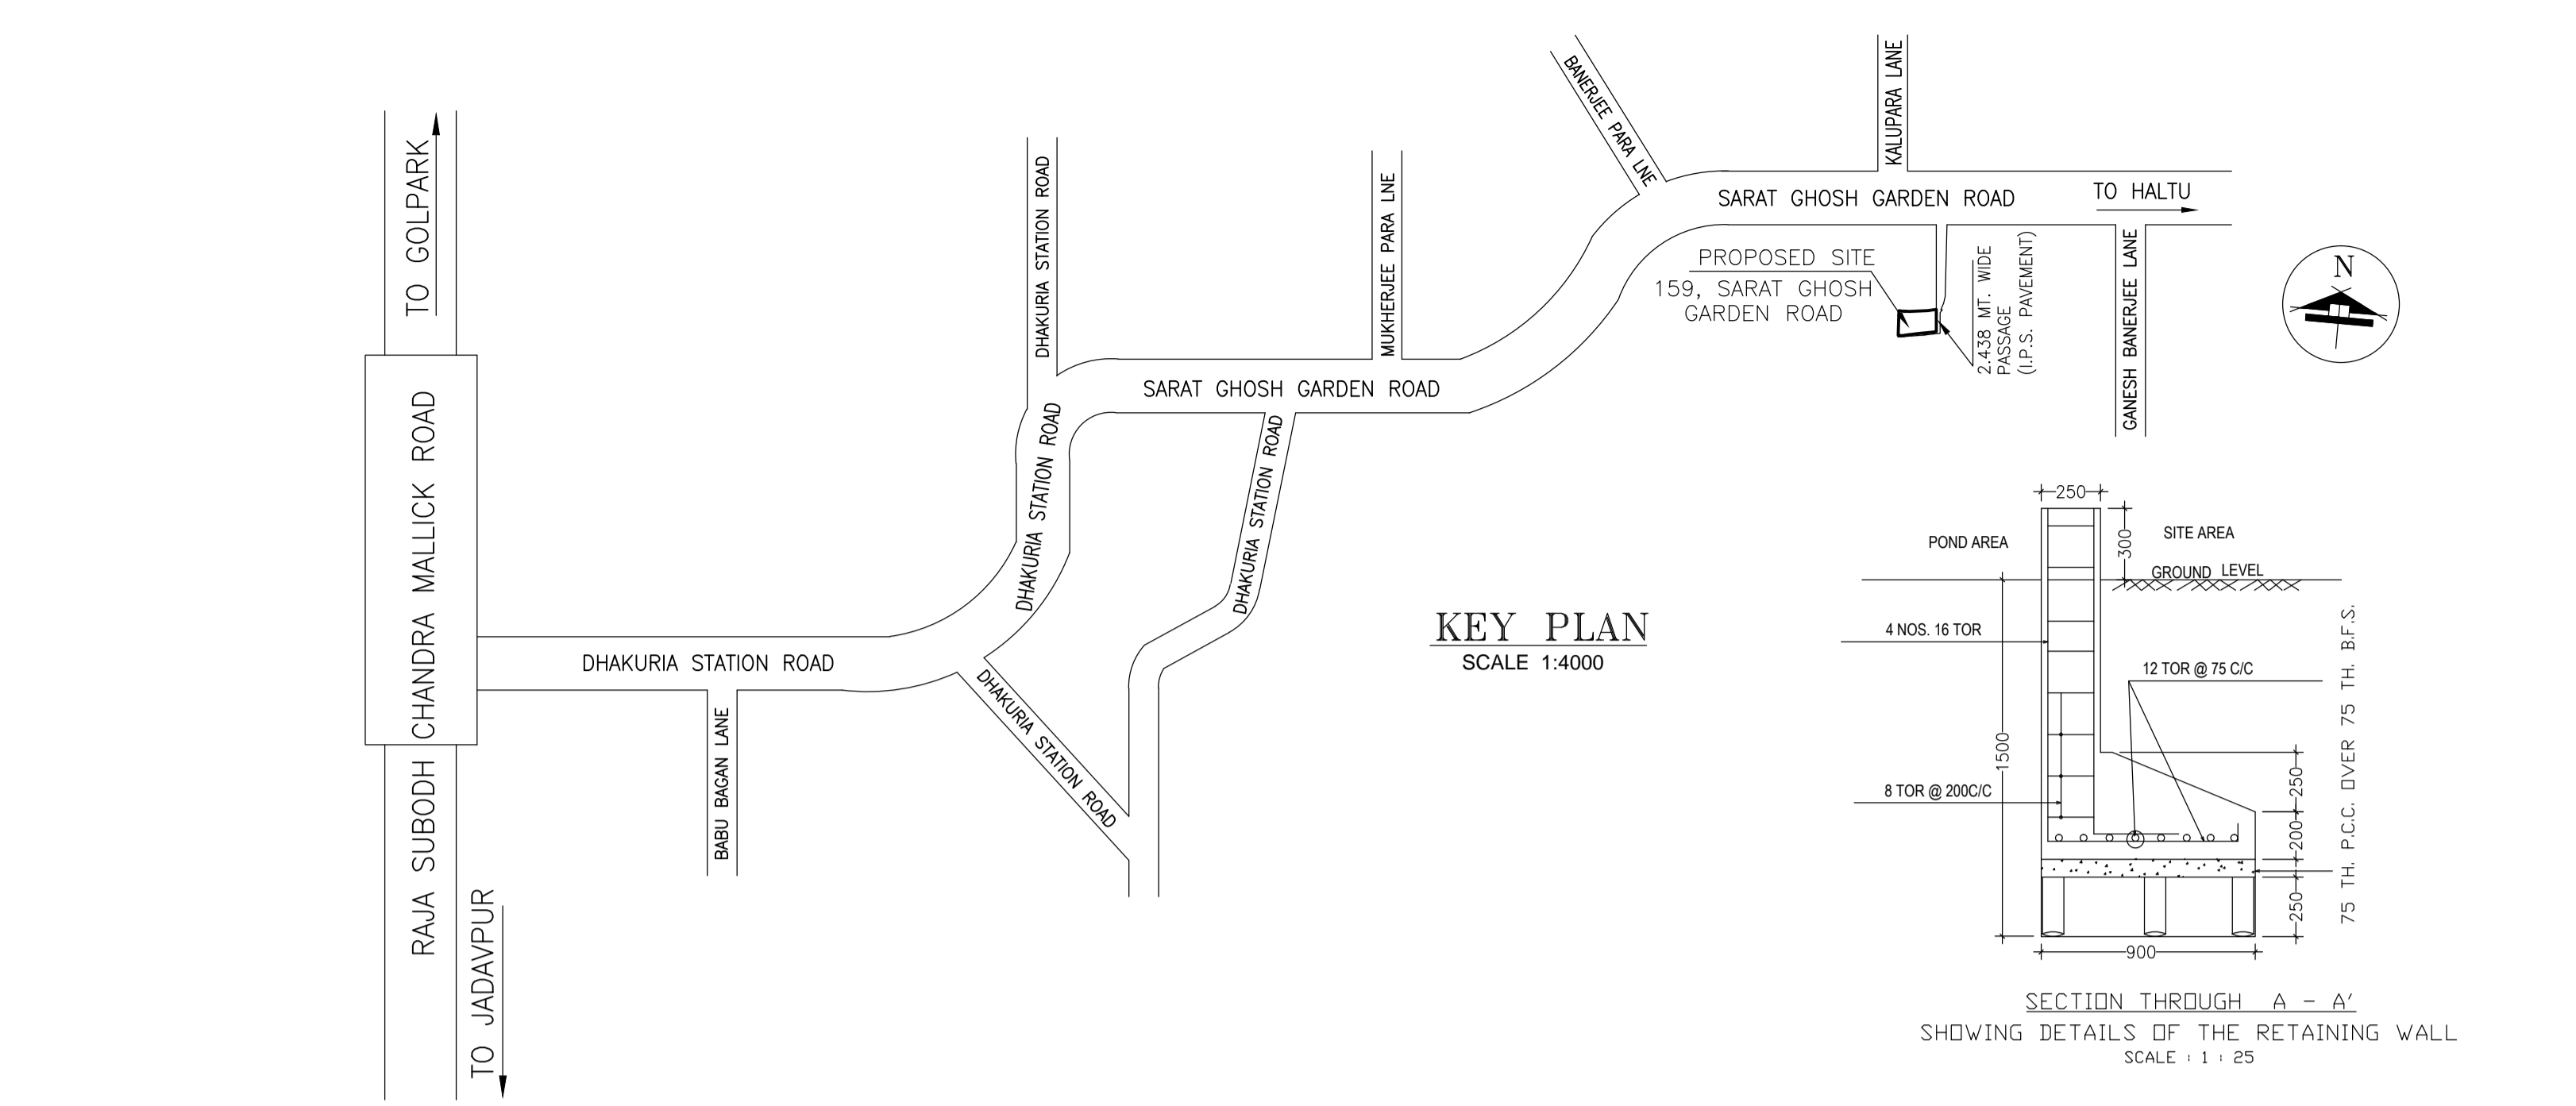 TO GOLPARK
RAJA SUBODH CHANDRA MALLICK ROAD
TO JADAVPUR
DHAKURIA STATION ROAD
BABU BAGAN LANE
DHAKURIA STATION ROAD
DHAKURIA STATION ROAD
DHAKURIA STATION ROAD
DHAKURIA STATION ROAD
SARAT GHOSH GARDEN ROAD
MUKHERJEE PARA LNE
BANERJEE PARA LNE
KALUPARA LANE
SARAT GHOSH GARDEN ROAD
TO HALTU
GANESH BANERJEE LANE
PROPOSED SITE
159, SARAT GHOSH
GARDEN ROAD
2.438 MT. WIDE
PASSAGE
(I.P.S. PAVEMENT)
N
KEY PLAN
SCALE 1:4000
250
300
POND AREA
SITE AREA
GROUND LEVEL
4 NOS. 16 TOR
12 TOR @ 75 C/C
8 TOR @ 200C/C
1500
250
200
250
900
75 TH. P.C.C. OVER 75 TH. B.F.S.
SECTION THROUGH A - A'
SHOWING DETAILS OF THE RETAINING WALL
SCALE : 1 : 25